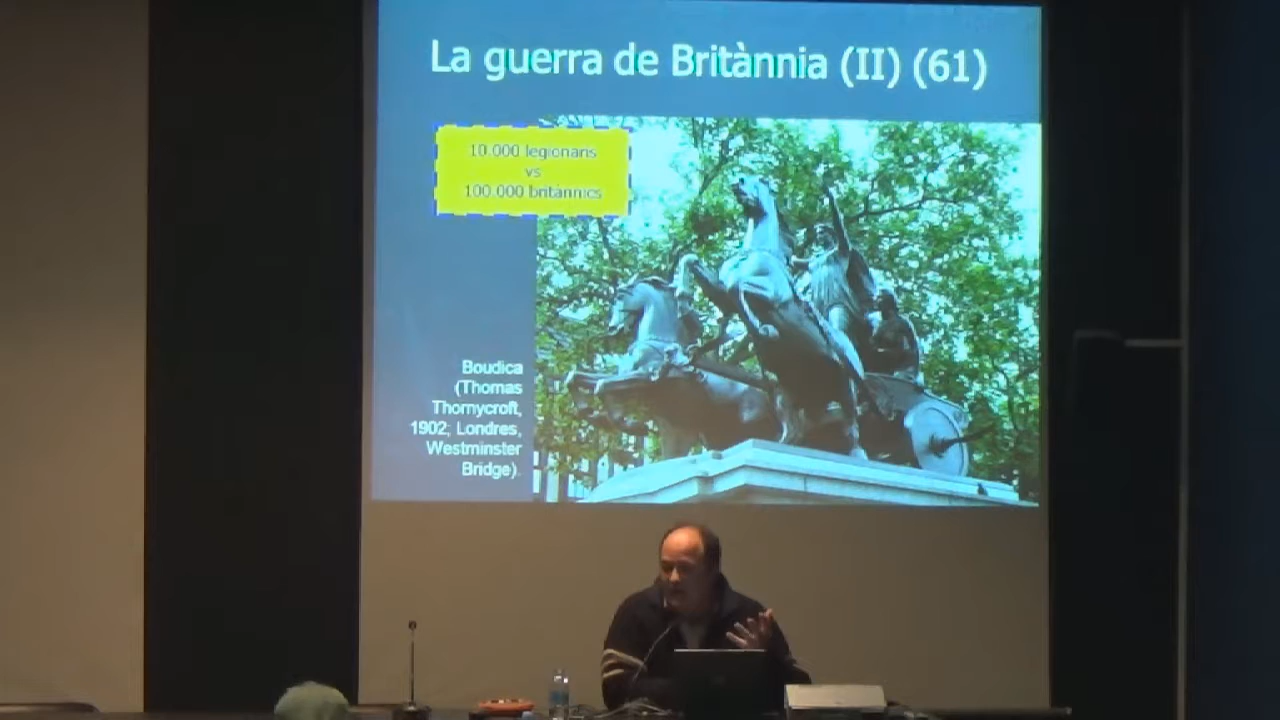 La guerra de Britànnia (II) (61)
10.000 legionaris
vs
100.000 britànnics
Boudica
(Thomas
Thornycroft,
1902; Londres,
Westminster
Bridge).